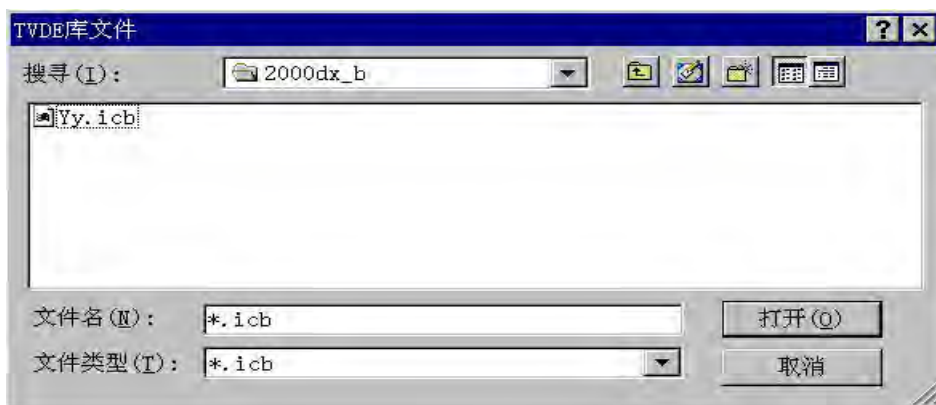 TVDE库文件
搜寻(I): 2000dx_b
Yy.icb
文件名(N): *.icb 打开(O)
文件类型(T): *.icb 取消